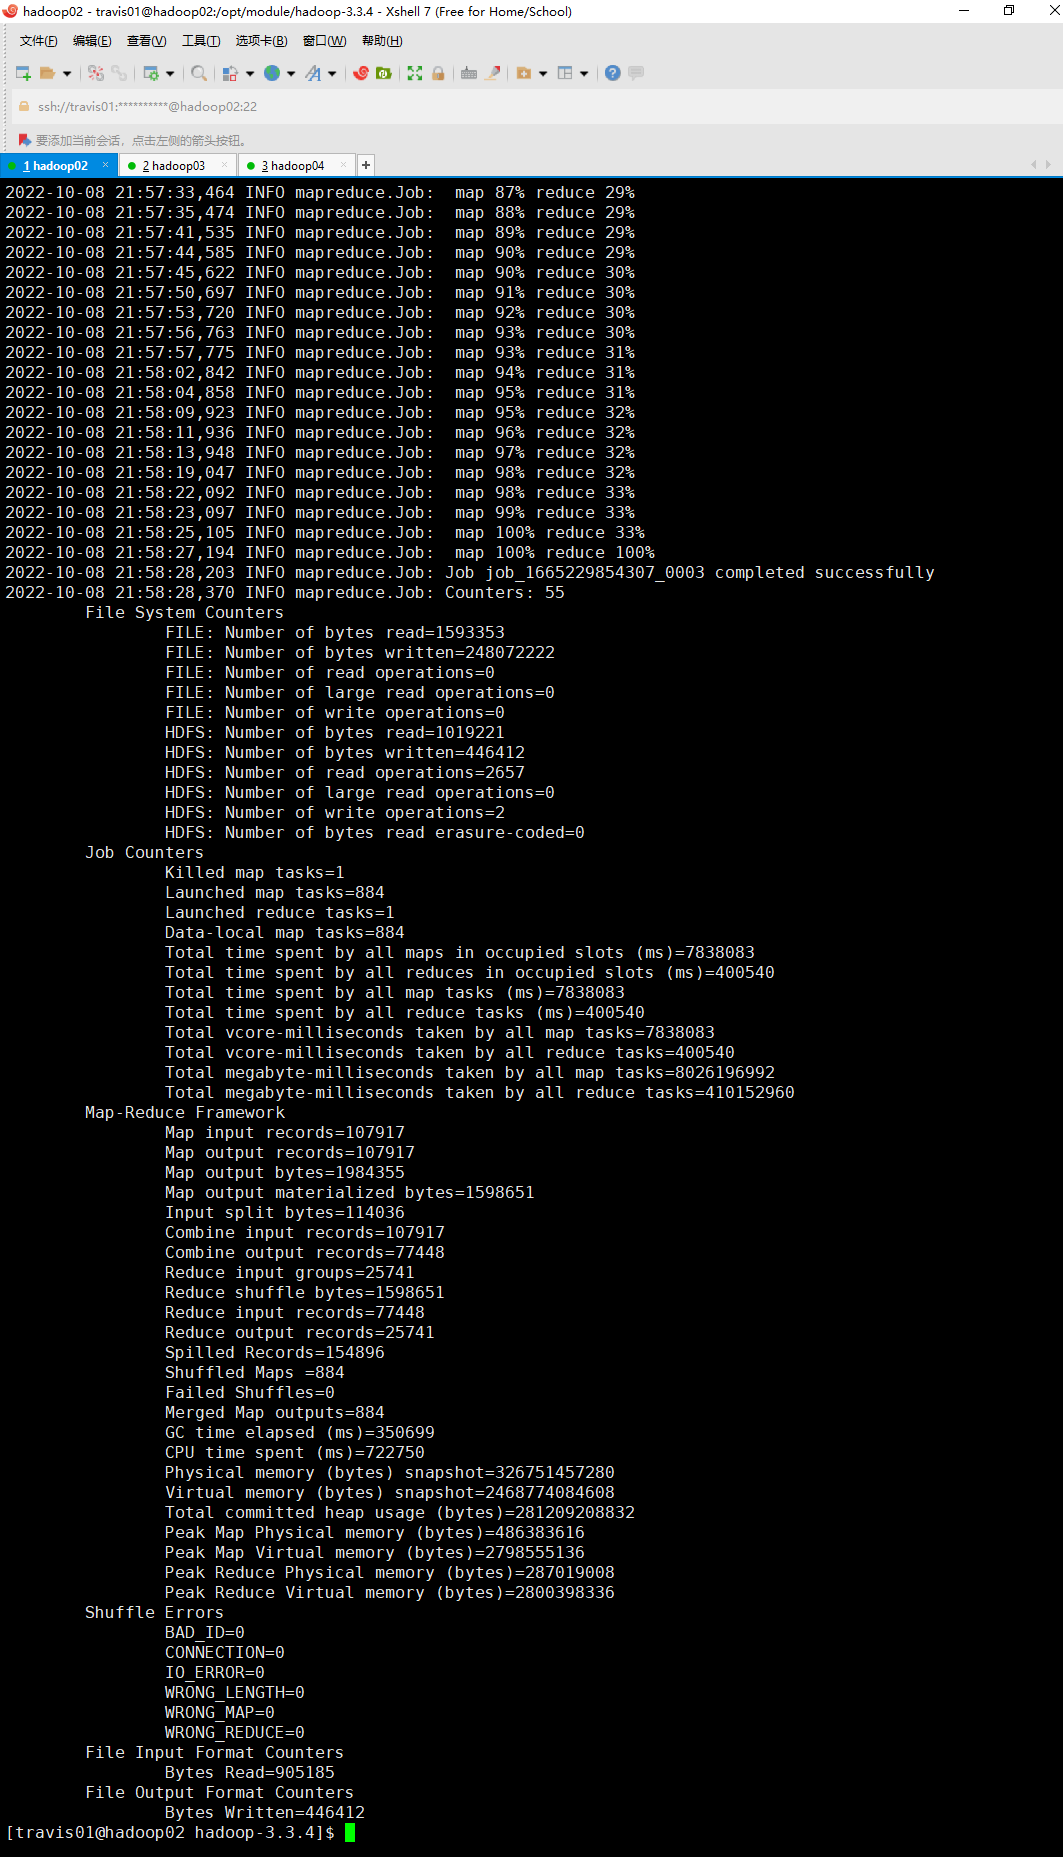 hadoop02 - travis01@hadoop02:/opt/module/hadoop-3.3.4 - Xshell 7 (Free for Home/School)
文件(F) 编辑(E) 查看(V) 工具(T) 选项卡(B) 窗口(W) 帮助(H)
ssh://travis01:**********@hadoop02:22
要添加当前会话，点击左侧的箭头按钮。
1 hadoop02 × 2 hadoop03 × 3 hadoop04 × +
2022-10-08 21:57:33,464 INFO mapreduce.Job:  map 87% reduce 29%
2022-10-08 21:57:35,474 INFO mapreduce.Job:  map 88% reduce 29%
2022-10-08 21:57:41,535 INFO mapreduce.Job:  map 89% reduce 29%
2022-10-08 21:57:44,585 INFO mapreduce.Job:  map 90% reduce 29%
2022-10-08 21:57:45,622 INFO mapreduce.Job:  map 90% reduce 30%
2022-10-08 21:57:50,697 INFO mapreduce.Job:  map 91% reduce 30%
2022-10-08 21:57:53,720 INFO mapreduce.Job:  map 92% reduce 30%
2022-10-08 21:57:56,763 INFO mapreduce.Job:  map 93% reduce 30%
2022-10-08 21:57:57,775 INFO mapreduce.Job:  map 93% reduce 31%
2022-10-08 21:58:02,842 INFO mapreduce.Job:  map 94% reduce 31%
2022-10-08 21:58:04,858 INFO mapreduce.Job:  map 95% reduce 31%
2022-10-08 21:58:09,923 INFO mapreduce.Job:  map 95% reduce 32%
2022-10-08 21:58:11,936 INFO mapreduce.Job:  map 96% reduce 32%
2022-10-08 21:58:13,948 INFO mapreduce.Job:  map 97% reduce 32%
2022-10-08 21:58:19,047 INFO mapreduce.Job:  map 98% reduce 32%
2022-10-08 21:58:22,092 INFO mapreduce.Job:  map 98% reduce 33%
2022-10-08 21:58:23,097 INFO mapreduce.Job:  map 99% reduce 33%
2022-10-08 21:58:25,105 INFO mapreduce.Job:  map 100% reduce 33%
2022-10-08 21:58:27,194 INFO mapreduce.Job:  map 100% reduce 100%
2022-10-08 21:58:28,203 INFO mapreduce.Job: Job job_1665229854307_0003 completed successfully
2022-10-08 21:58:28,370 INFO mapreduce.Job: Counters: 55
File System Counters
FILE: Number of bytes read=1593353
FILE: Number of bytes written=248072222
FILE: Number of read operations=0
FILE: Number of large read operations=0
FILE: Number of write operations=0
HDFS: Number of bytes read=1019221
HDFS: Number of bytes written=446412
HDFS: Number of read operations=2657
HDFS: Number of large read operations=0
HDFS: Number of write operations=2
HDFS: Number of bytes read erasure-coded=0
Job Counters
Killed map tasks=1
Launched map tasks=884
Launched reduce tasks=1
Data-local map tasks=884
Total time spent by all maps in occupied slots (ms)=7838083
Total time spent by all reduces in occupied slots (ms)=400540
Total time spent by all map tasks (ms)=7838083
Total time spent by all reduce tasks (ms)=400540
Total vcore-milliseconds taken by all map tasks=7838083
Total vcore-milliseconds taken by all reduce tasks=400540
Total megabyte-milliseconds taken by all map tasks=8026196992
Total megabyte-milliseconds taken by all reduce tasks=410152960
Map-Reduce Framework
Map input records=107917
Map output records=107917
Map output bytes=1984355
Map output materialized bytes=1598651
Input split bytes=114036
Combine input records=107917
Combine output records=77448
Reduce input groups=25741
Reduce shuffle bytes=1598651
Reduce input records=77448
Reduce output records=25741
Spilled Records=154896
Shuffled Maps =884
Failed Shuffles=0
Merged Map outputs=884
GC time elapsed (ms)=350699
CPU time spent (ms)=722750
Physical memory (bytes) snapshot=326751457280
Virtual memory (bytes) snapshot=2468774084608
Total committed heap usage (bytes)=281209208832
Peak Map Physical memory (bytes)=486383616
Peak Map Virtual memory (bytes)=2798555136
Peak Reduce Physical memory (bytes)=287019008
Peak Reduce Virtual memory (bytes)=2800398336
Shuffle Errors
BAD_ID=0
CONNECTION=0
IO_ERROR=0
WRONG_LENGTH=0
WRONG_MAP=0
WRONG_REDUCE=0
File Input Format Counters
Bytes Read=905185
File Output Format Counters
Bytes Written=446412
[travis01@hadoop02 hadoop-3.3.4]$